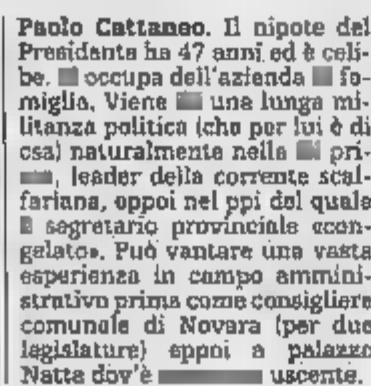 Paolo Cattaneo. Il nipote del
Presidente ha 47 anni ed è celi-
be. occupa dell'azienda fa-
miglia. Viene una lunga mi-
litanza politica (che per lui è di
casa) naturalmente nella pri-
leader della corrente scal-
fariana, eppoi nel ppi del quale
segretario provinciale «con-
gelato». Può vantare una vasta
esperienza in campo ammini-
strativo prima come consigliere
comunale di Novara (per due
legislature) eppoi a palazzo
Natta dov'è uscente.